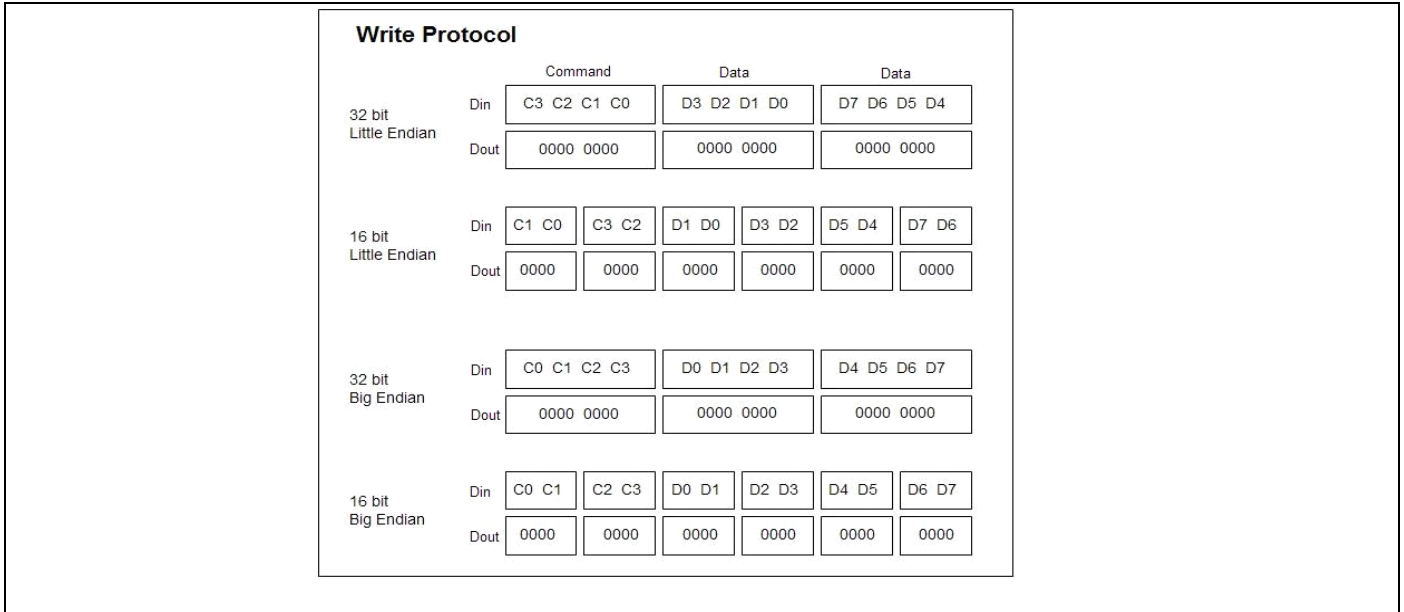 Write Protocol
Command Data Data
32 bit
Little Endian
Din C3 C2 C1 C0 D3 D2 D1 D0 D7 D6 D5 D4
Dout 0000 0000 0000 0000 0000 0000
16 bit
Little Endian
Din C1 C0 C3 C2 D1 D0 D3 D2 D5 D4 D7 D6
Dout 0000 0000 0000 0000 0000 0000
32 bit
Big Endian
Din C0 C1 C2 C3 D0 D1 D2 D3 D4 D5 D6 D7
Dout 0000 0000 0000 0000 0000 0000
16 bit
Big Endian
Din C0 C1 C2 C3 D0 D1 D2 D3 D4 D5 D6 D7
Dout 0000 0000 0000 0000 0000 0000